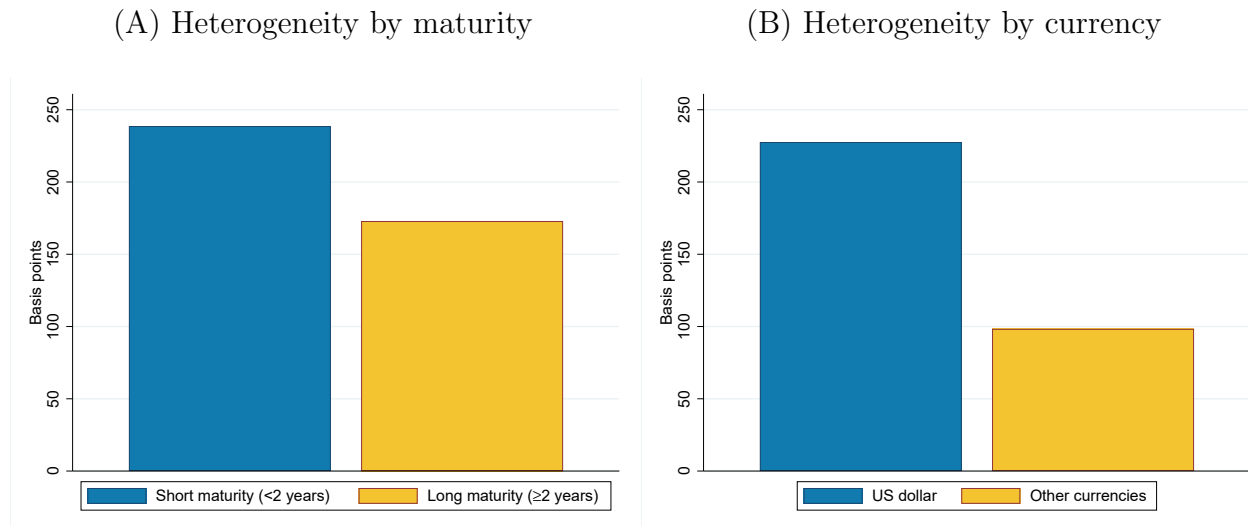 (A) Heterogeneity by maturity
Basis points
250
200
150
100
50
0
Short maturity (<2 years)
Long maturity (≥2 years)
(B) Heterogeneity by currency
Basis points
250
200
150
100
50
0
US dollar
Other currencies